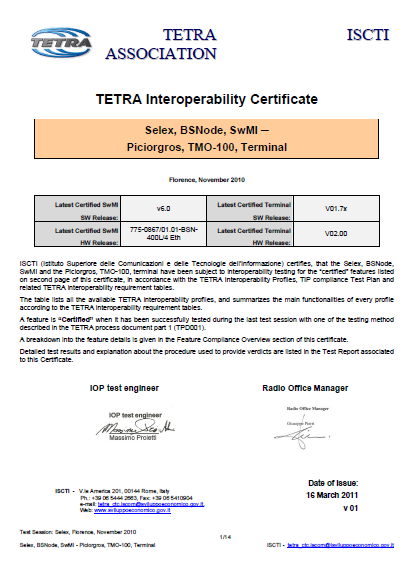 TETRA
TETRA
ASSOCIATION
ISCTI
TETRA Interoperability Certificate
Selex, BSNode, SwMI –
Piciorgros, TMO-100, Terminal
Florence, November 2010
Latest Certified SwMI
SW Release:
v6.0
Latest Certified Terminal
SW Release:
V01.7x
Latest Certified SwMI
HW Release:
775-0867/01.01-BSN-
400L/4 Eth
Latest Certified Terminal
HW Release:
V02.00
ISCTI (Istituto Superiore delle Comunicazioni e delle Tecnologie dell'Informazione) certifies, that the Selex, BSNode,
SwMI and the Piciorgros, TMO-100, terminal have been subject to interoperability testing for the "certified" features listed
on second page of this certificate, in accordance with the TETRA Interoperability Profiles, TIP compliance Test Plan and
related TETRA Interoperability requirement tables.
The table lists all the available TETRA Interoperability profiles, and summarizes the main functionalities of every profile
according to the TETRA Interoperability requirement tables.
A feature is "Certified" when it has been successfully tested during the last test session with one of the testing method
described in the TETRA process document part 1 (TPD001).
A breakdown into the feature details is given in the Feature Compliance Overview section of this certificate.
Detailed test results and explanation about the procedure used to provide verdicts are listed in the Test Report associated
to this Certificate.
IOP test engineer
Radio Office Manager
IOP test engineer
Massimo Proietti
Radio Office Manager
Giuseppe Pierri
ISCTI - V.le America 201, 00144 Rome, Italy
Ph.: +39 06 5444 2663, Fax: +39 06 5410904
e-mail: tetra_ctc.iscom@sviluppoeconomico.gov.it,
Web: www.sviluppoeconomico.gov.it
Date of Issue:
16 March 2011
v 01
Test Session: Selex, Florence, November 2010
1/14
Selex, BSNode, SwMI - Piciorgros, TMO-100, Terminal
ISCTI - tetra_ctc.iscom@sviluppoeconomico.gov.it